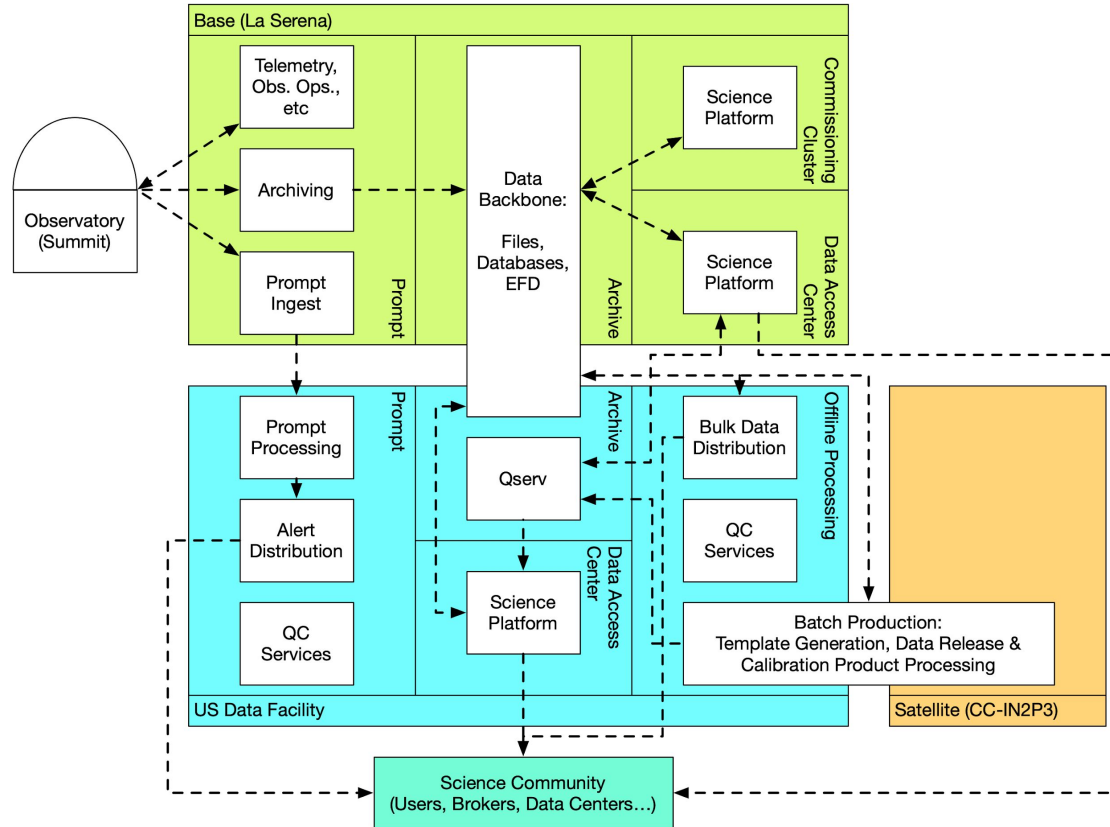 Base (La Serena)
Telemetry,
Obs. Ops.,
etc
Archiving
Prompt
Ingest
Prompt
Observatory
(Summit)
Data
Backbone:
Files,
Databases,
EFD
Archive
Science
Platform
Commissioning
Cluster
Science
Platform
Data Access
Center
Prompt
Processing
Alert
Distribution
QC
Services
Prompt
Archive
Qserv
Science
Platform
Data Access
Center
Bulk Data
Distribution
QC
Services
Offline Processing
Batch Production:
Template Generation, Data Release &
Calibration Product Processing
US Data Facility
Satellite (CC-IN2P3)
Science Community
(Users, Brokers, Data Centers…)